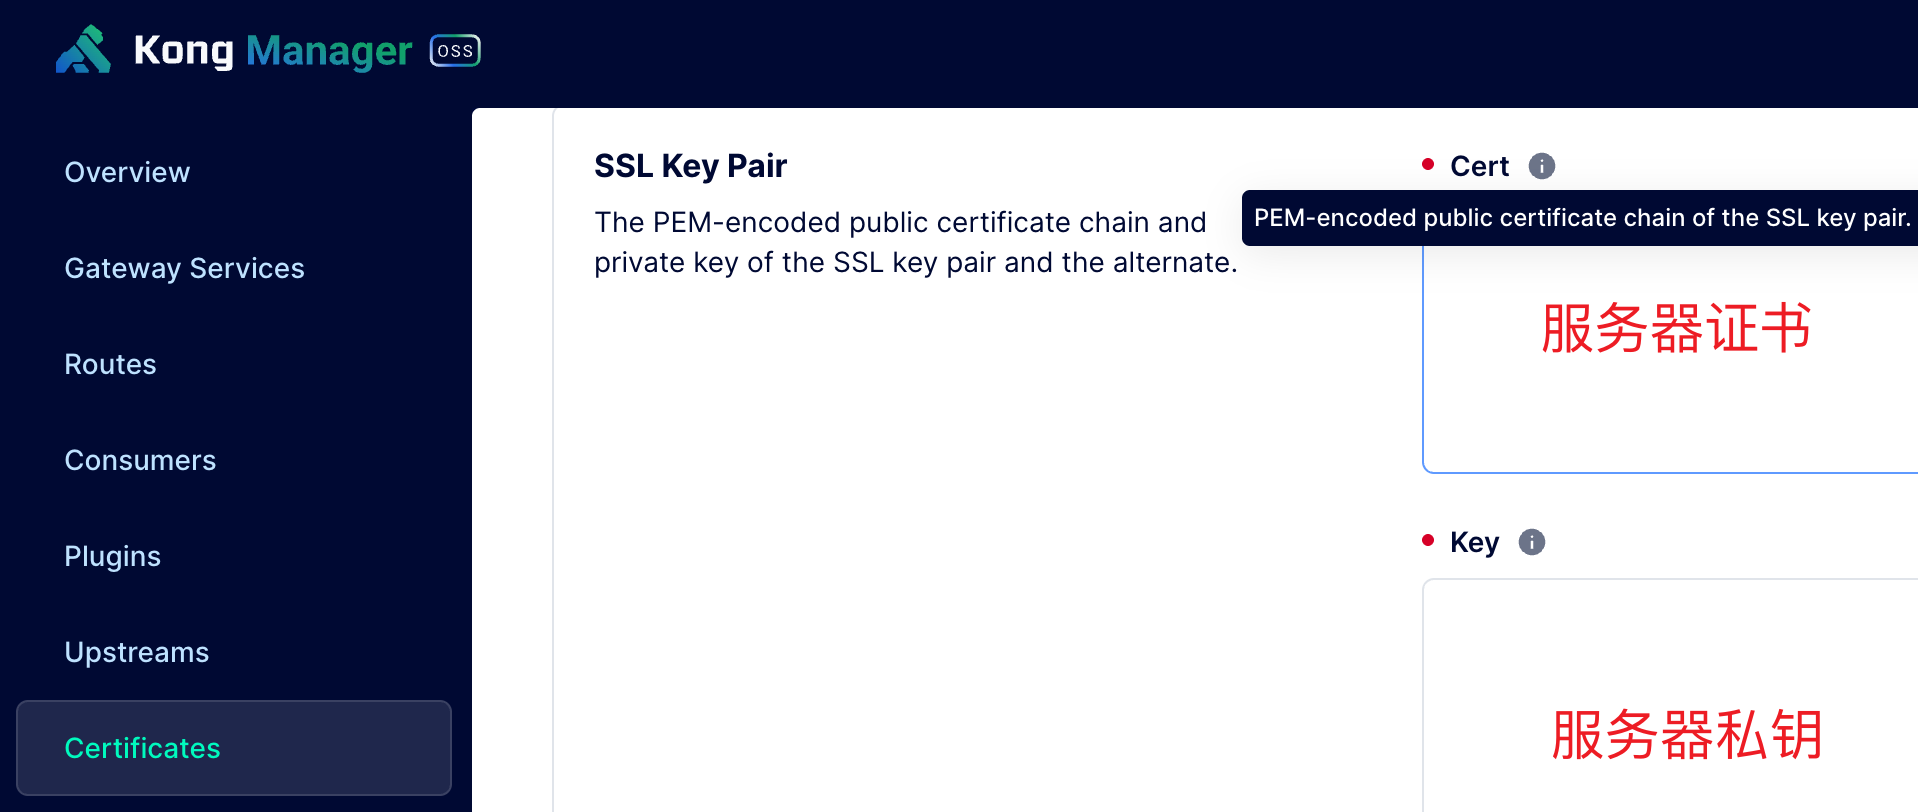 Kong Manager OSS
Overview
Gateway Services
Routes
Consumers
Plugins
Upstreams
Certificates
SSL Key Pair
The PEM-encoded public certificate chain and
private key of the SSL key pair and the alternate.
Cert
PEM-encoded public certificate chain of the SSL key pair.
服务器证书
Key
服务器私钥